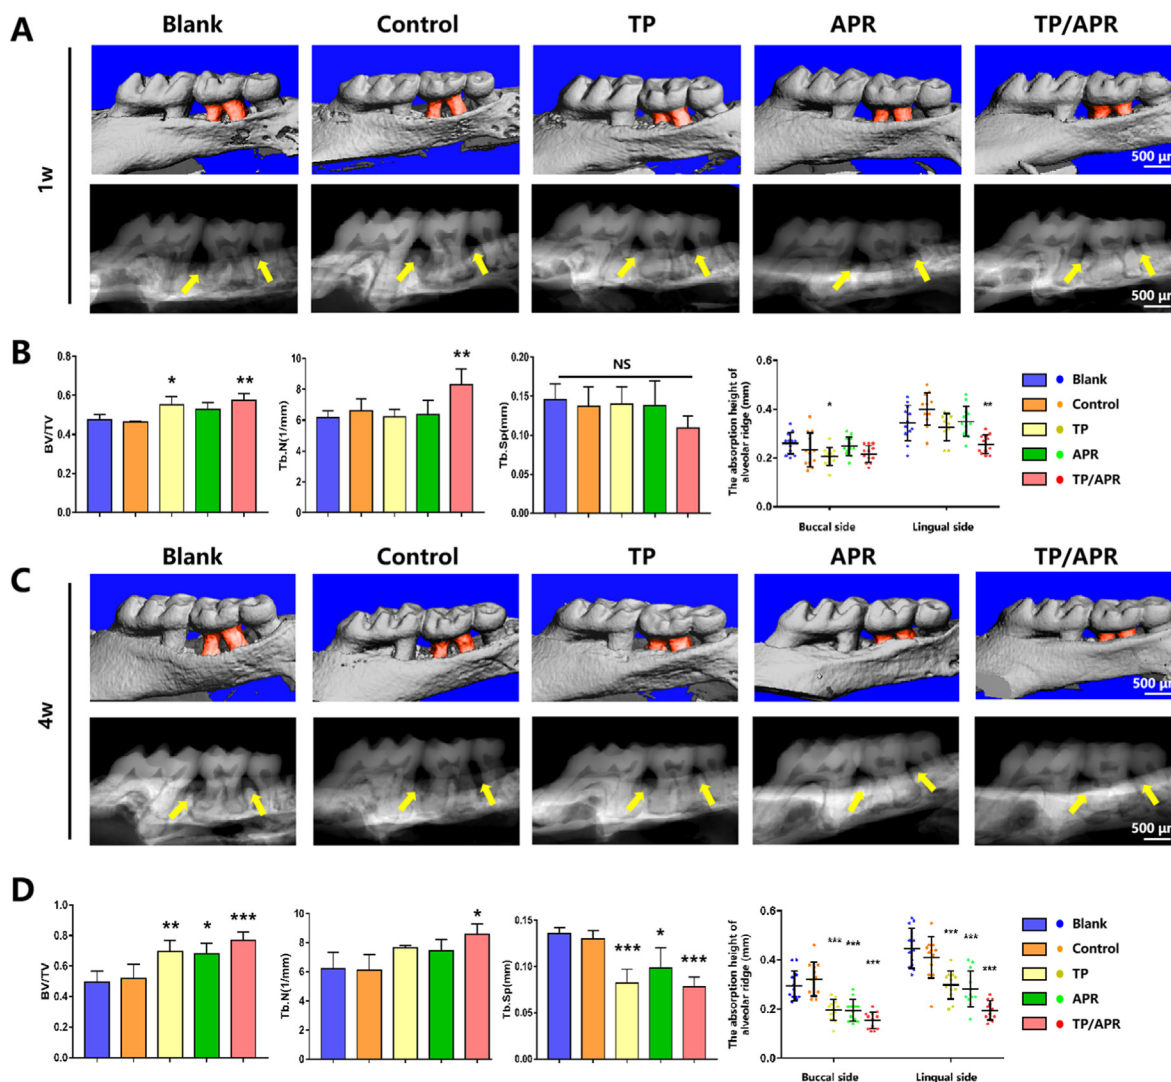 A
Blank Control TP APR TP/APR
1w
500 μm
500 μm
B
BV/TV
0.8
0.6
0.4
0.2
0.0
*
**
Tb.N(1/mm)
10
8
6
4
2
0
**
Tb.Sp(mm)
0.20
0.15
0.10
0.05
0.00
NS
The absorption height of
alveolar ridge (mm)
0.6
0.4
0.2
0.0
*
**
Buccal side Lingual side
Blank
Control
TP
APR
TP/APR
C
Blank Control TP APR TP/APR
4w
500 μm
500 μm
D
BV/TV
1.0
0.8
0.6
0.4
0.2
0.0
** * ***
Tb.N(1/mm)
10
8
6
4
2
0
*
Tb.Sp(mm)
0.15
0.10
0.05
0.00
*** * ***
The absorption height of
alveolar ridge (mm)
0.6
0.4
0.2
0.0
*** *** ***
*** *** ***
Buccal side Lingual side
Blank
Control
TP
APR
TP/APR